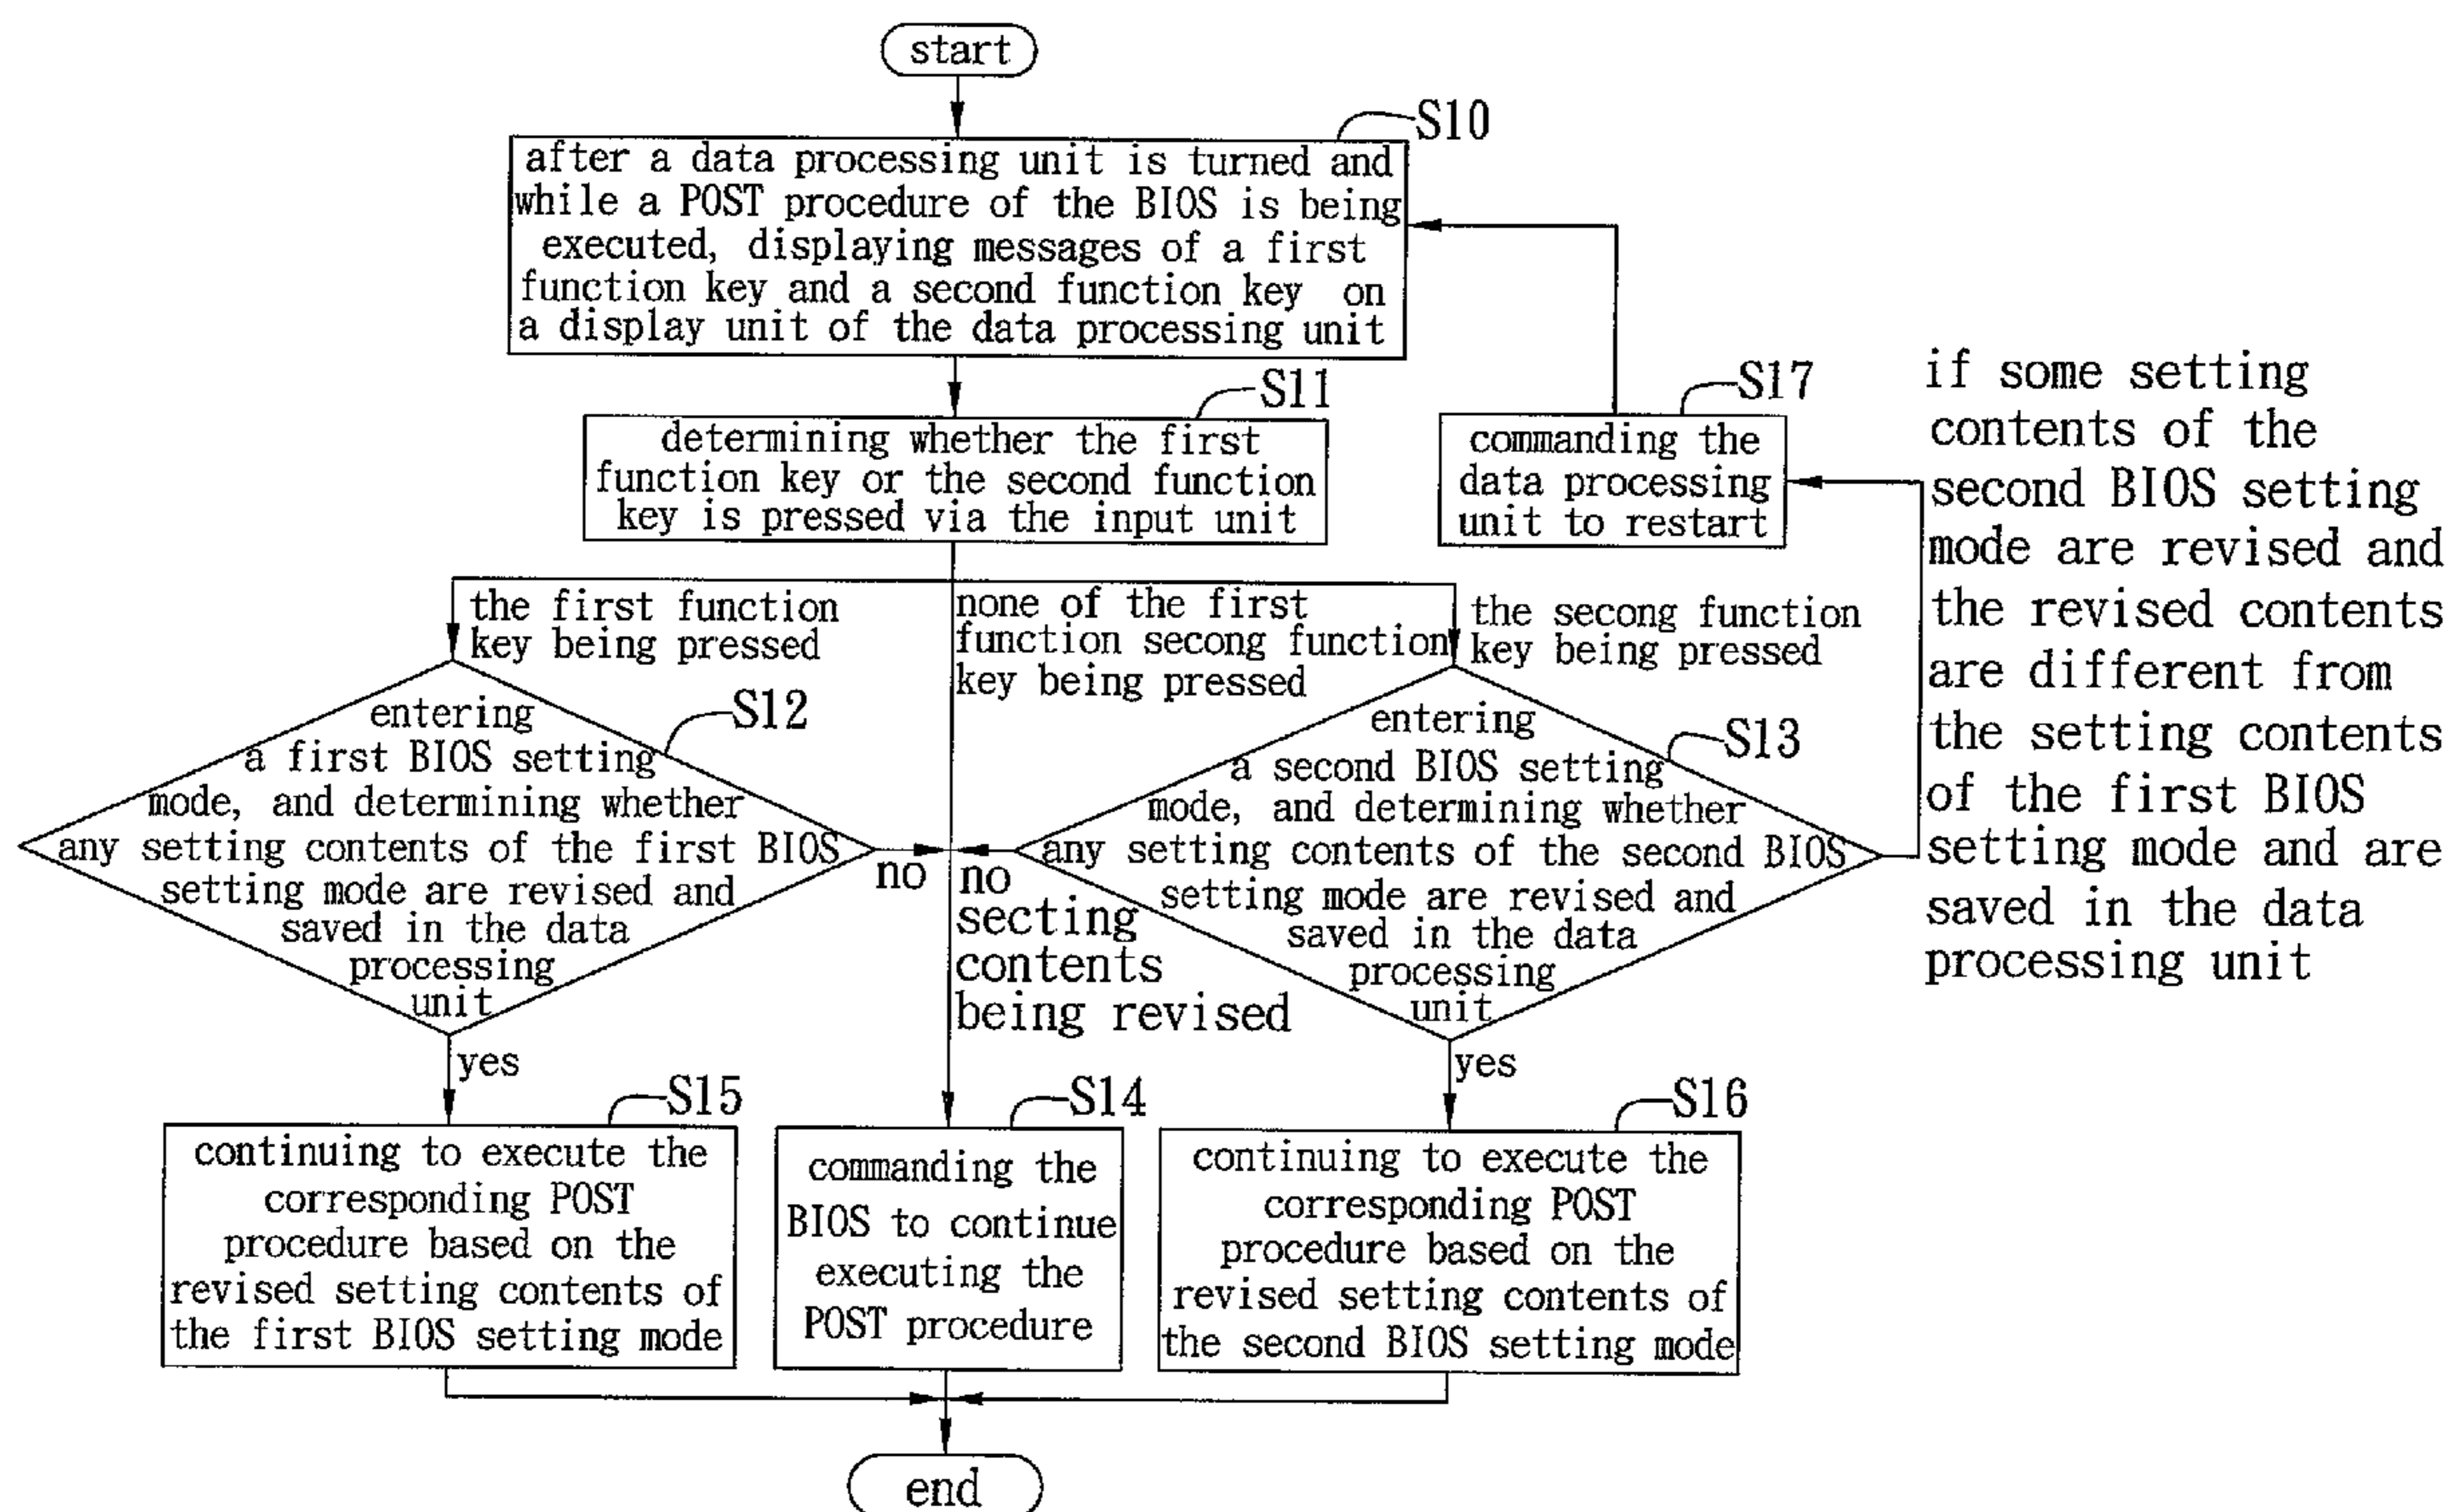 start
S10
after a data processing unit is turned and
while a POST procedure of the BIOS is being
executed, displaying messages of a first
function key and a second function key on
a display unit of the data processing unit
S11
determining whether the first
function key or the second function
key is pressed via the input unit
S17
commanding the
data processing
unit to restart
if some setting
contents of the
second BIOS setting
mode are revised and
the revised contents
are different from
the setting contents
of the first BIOS
setting mode and are
saved in the data
processing unit
the first function
key being pressed
none of the first
function secong function
key being pressed
the secong function
key being pressed
S12
entering
a first BIOS setting
mode, and determining whether
any setting contents of the first BIOS
setting mode are revised and
saved in the data
processing
unit
no
no
secting
contents
being revised
S13
entering
a second BIOS setting
mode, and determining whether
any setting contents of the second BIOS
setting mode are revised and
saved in the data
processing
unit
yes
yes
S15
continuing to execute the
corresponding POST
procedure based on the
revised setting contents of
the first BIOS setting mode
S14
commanding the
BIOS to continue
executing the
POST procedure
S16
continuing to execute the
corresponding POST
procedure based on the
revised setting contents of
the second BIOS setting mode
end